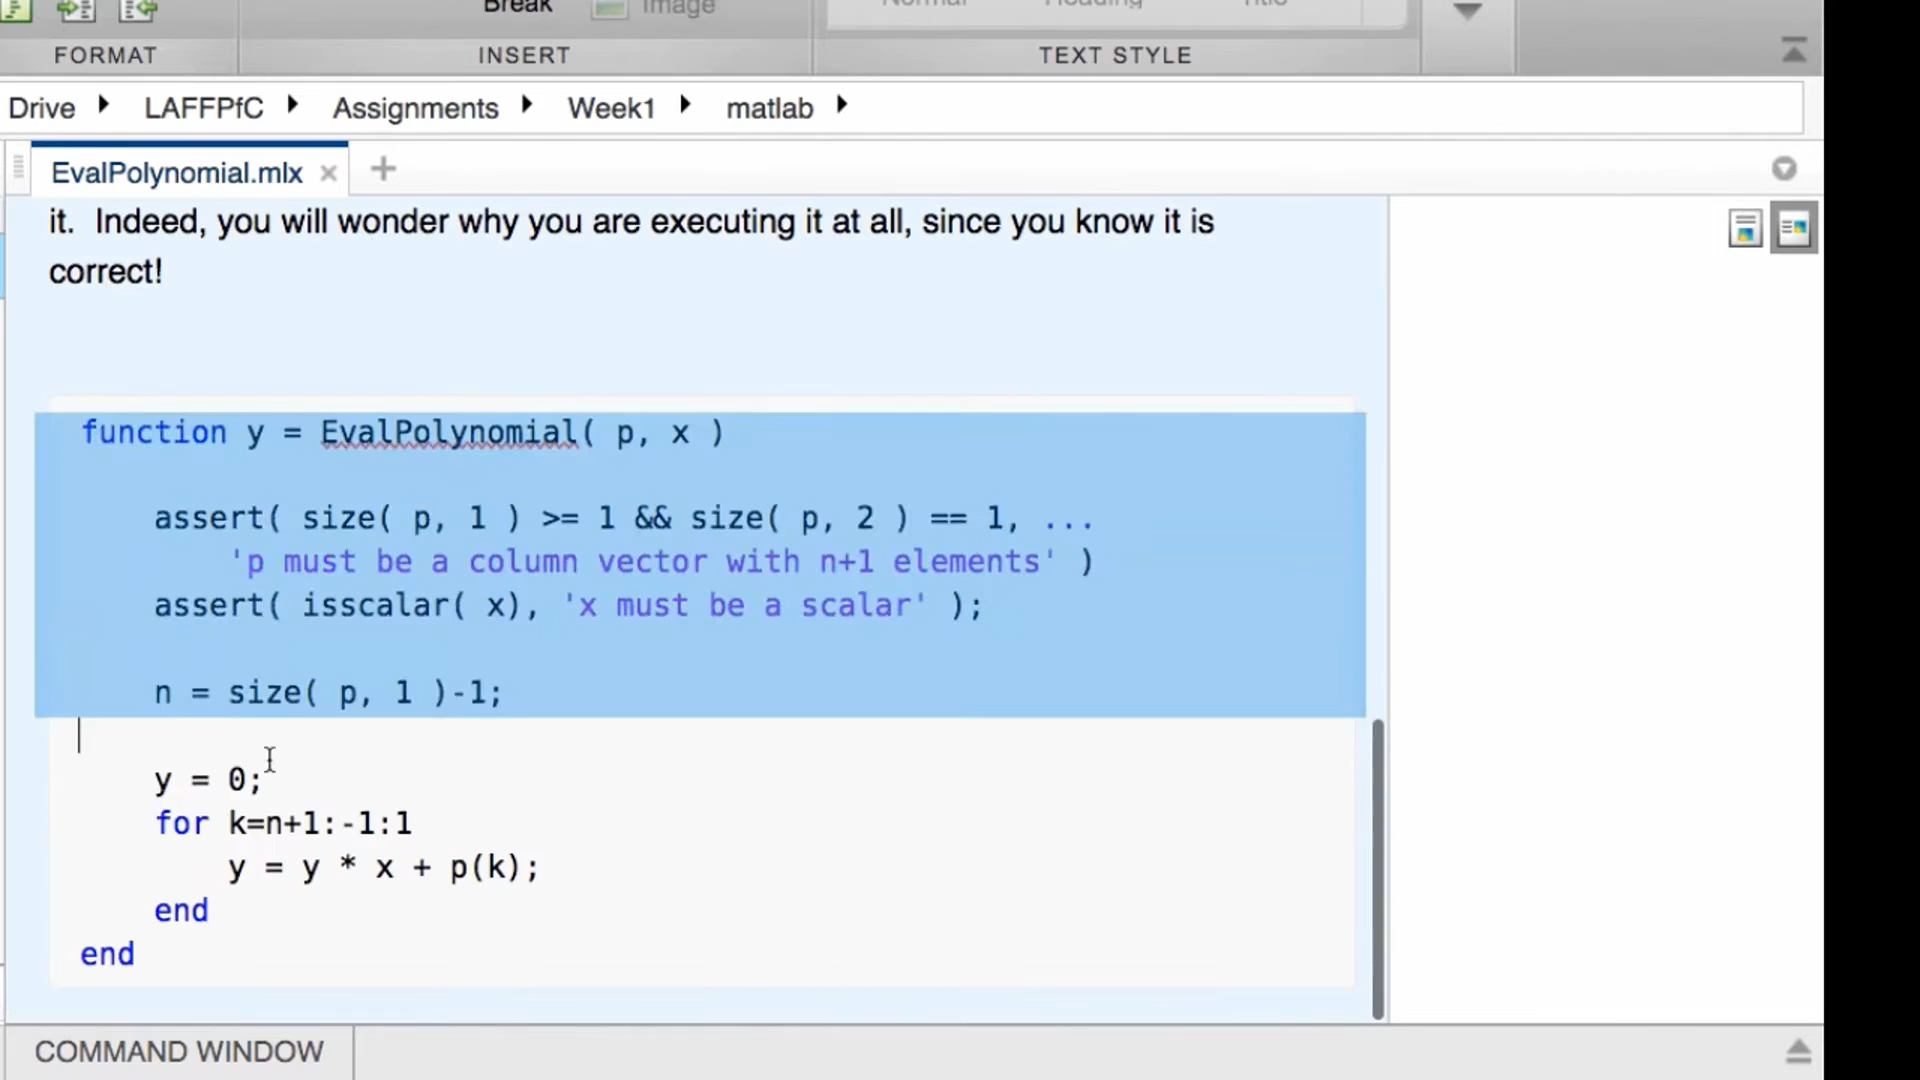 Break
Image
Normal
Heading
Title
FORMAT
INSERT
TEXT STYLE
Drive
LAFFPfC
Assignments
Week1
matlab
EvalPolynomial.mlx
it. Indeed, you will wonder why you are executing it at all, since you know it is
correct!
function y = EvalPolynomial( p, x )
assert( size( p, 1 ) >= 1 && size( p, 2 ) == 1, ...
'p must be a column vector with n+1 elements' )
assert( isscalar( x), 'x must be a scalar' );
n = size( p, 1 )-1;
y = 0;
for k=n+1:-1:1
y = y * x + p(k);
end
end
COMMAND WINDOW